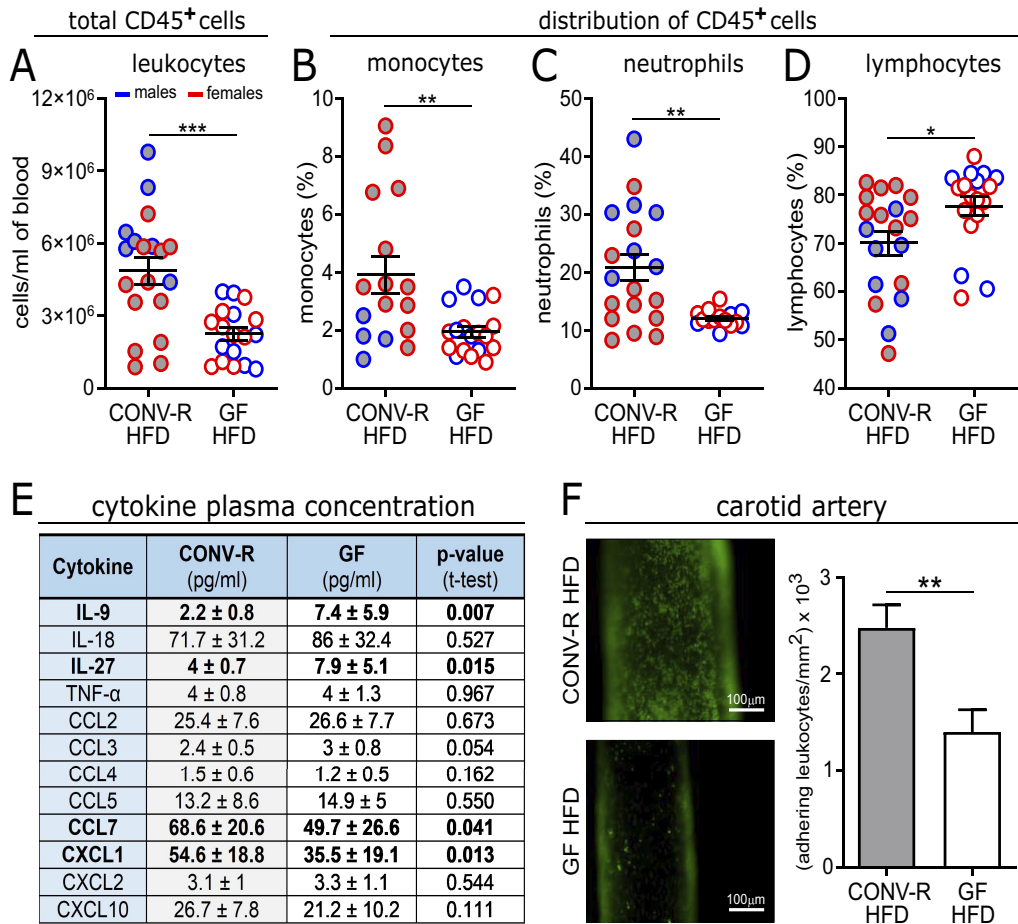 total CD45+ cells
distribution of CD45+ cells
A
leukocytes
B
monocytes
C
neutrophils
D
lymphocytes
males
females
cells/ml of blood
12×10⁶
9×10⁶
6×10⁶
3×10⁶
0
***
CONV-R
HFD
GF
HFD
monocytes (%)
10
8
6
4
2
0
**
CONV-R
HFD
GF
HFD
neutrophils (%)
50
40
30
20
10
0
**
CONV-R
HFD
GF
HFD
lymphocytes (%)
100
90
80
70
60
50
40
*
CONV-R
HFD
GF
HFD
E
cytokine plasma concentration
Cytokine CONV-R (pg/ml) GF (pg/ml) p-value (t-test)
IL-9 2.2 ± 0.8 7.4 ± 5.9 0.007
IL-18 71.7 ± 31.2 86 ± 32.4 0.527
IL-27 4 ± 0.7 7.9 ± 5.1 0.015
TNF-α 4 ± 0.8 4 ± 1.3 0.967
CCL2 25.4 ± 7.6 26.6 ± 7.7 0.673
CCL3 2.4 ± 0.5 3 ± 0.8 0.054
CCL4 1.5 ± 0.6 1.2 ± 0.5 0.162
CCL5 13.2 ± 8.6 14.9 ± 5 0.550
CCL7 68.6 ± 20.6 49.7 ± 26.6 0.041
CXCL1 54.6 ± 18.8 35.5 ± 19.1 0.013
CXCL2 3.1 ± 1 3.3 ± 1.1 0.544
CXCL10 26.7 ± 7.8 21.2 ± 10.2 0.111
F
carotid artery
CONV-R HFD
100μm
GF HFD
100μm
(adhering leukocytes/mm²) x 10³
3
2
1
0
**
CONV-R
HFD
GF
HFD